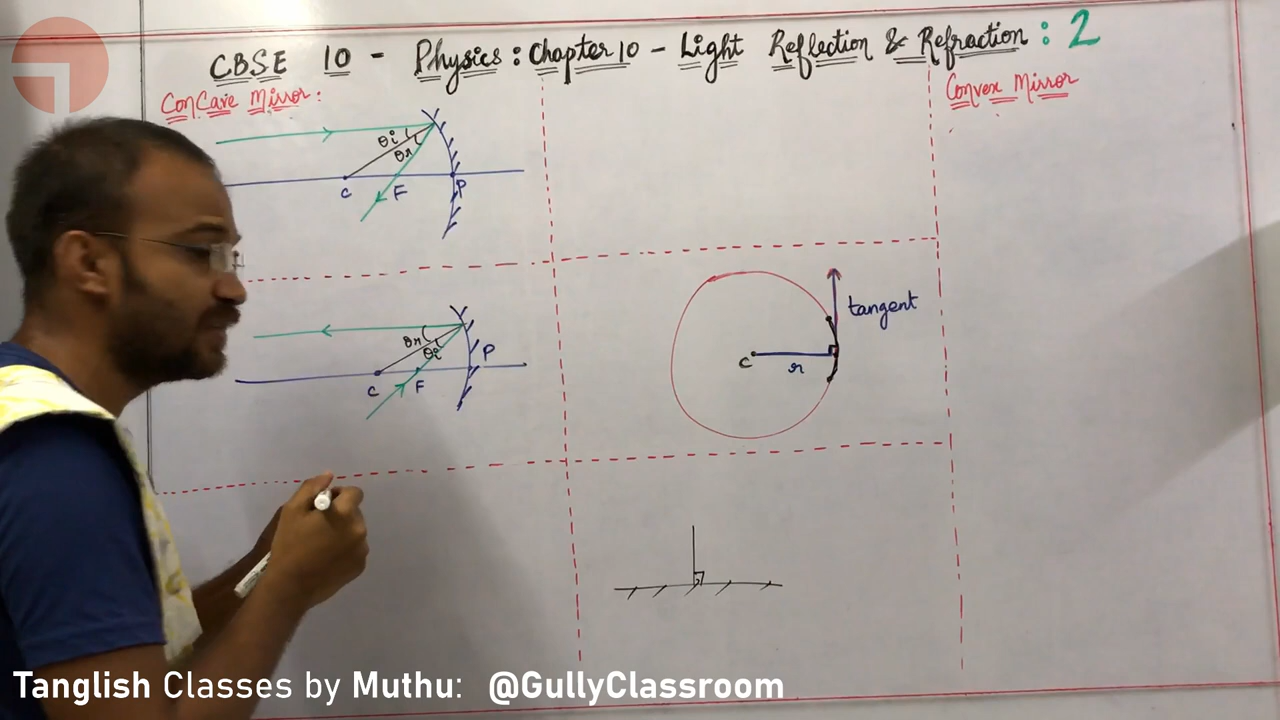 CBSE 10 - Physics : Chapter 10 - Light Reflection & Refraction : 2
ConCave Mirror :
Convex Mirror
θi
θr
C
F
P
θr
θi
C
F
P
tangent
C
r
Tanglish Classes by Muthu: @GullyClassroom